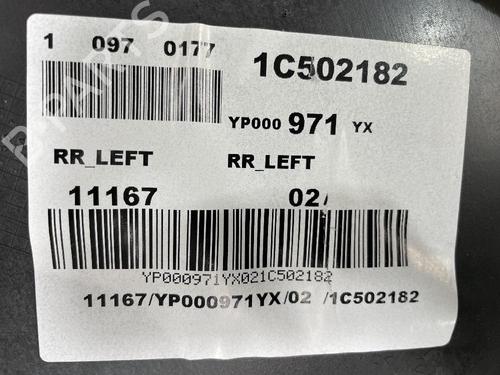 1 097 0177
1C502182
YP000 971 YX
RR_LEFT RR_LEFT
11167 02/
YP000971YX021C502182
11167/YP000971YX/02 /1C502182